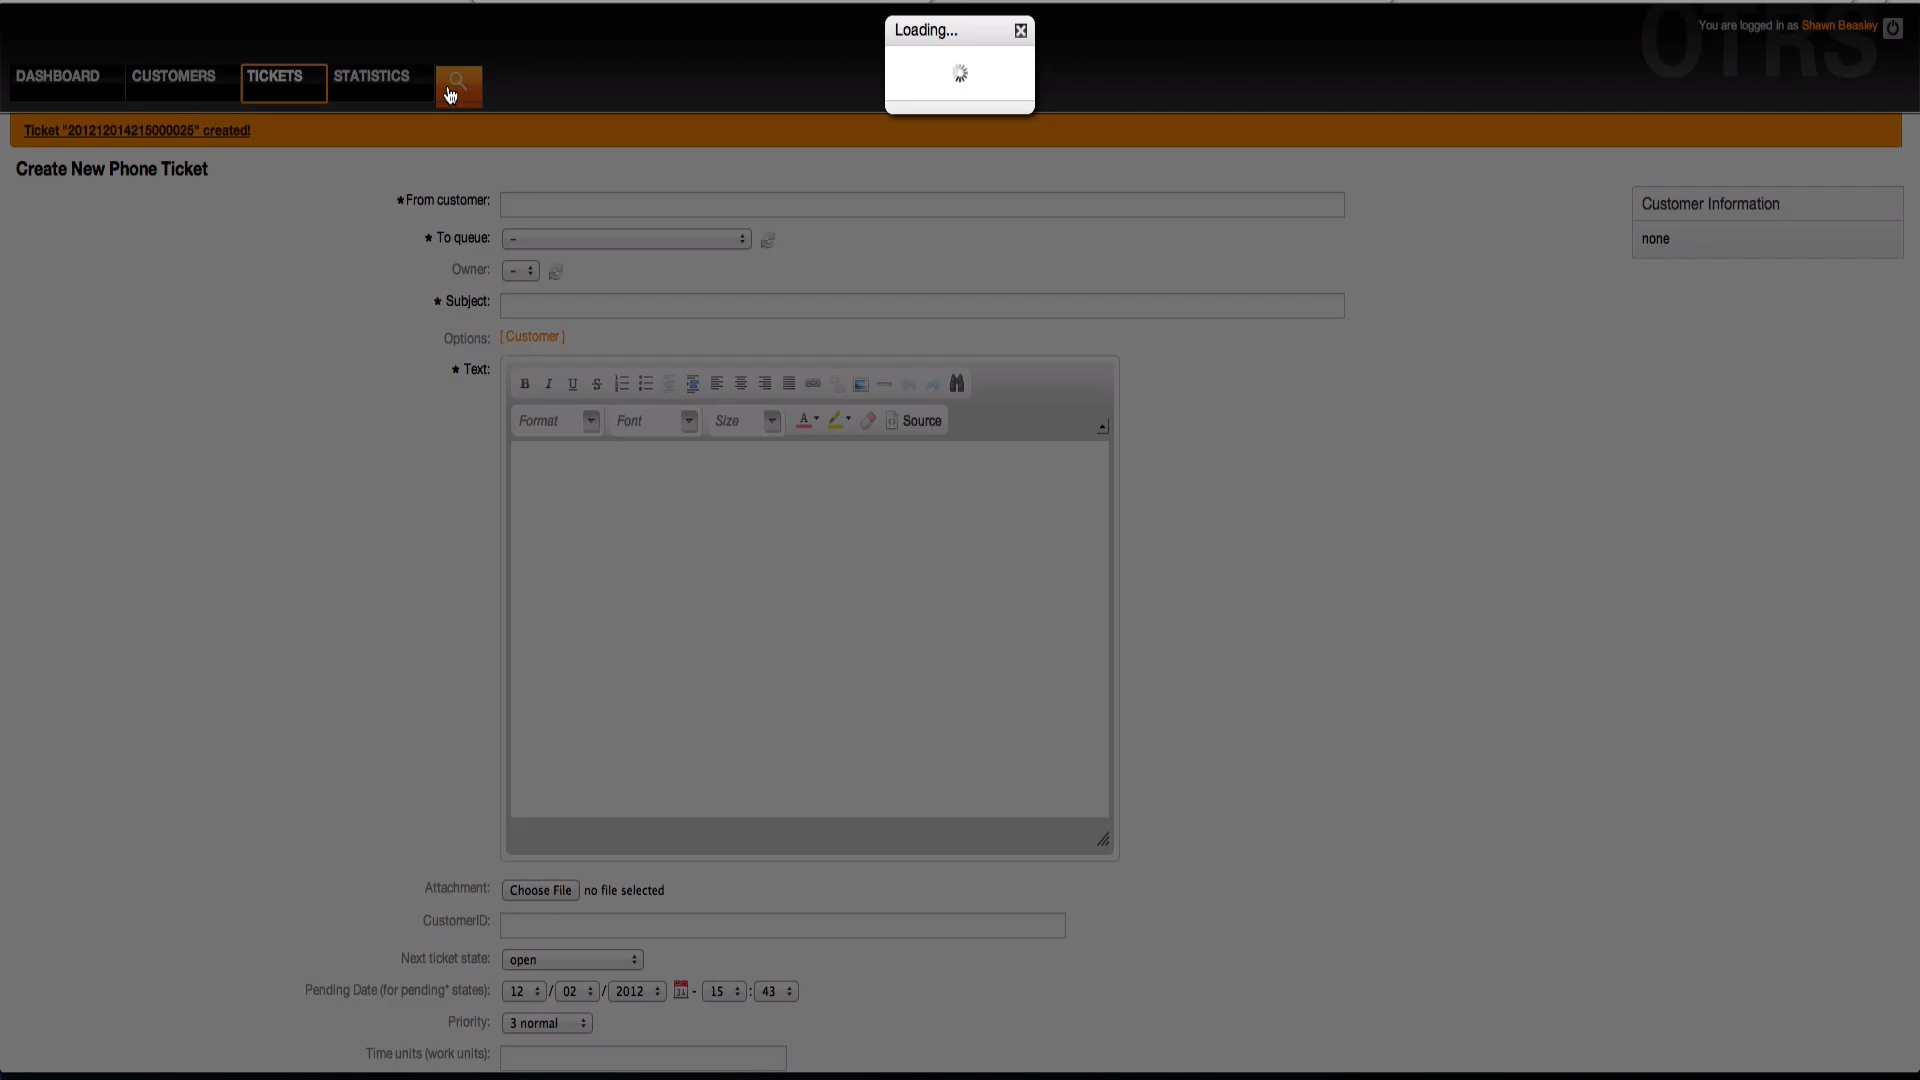 Loading...
OTRS
You are logged in as Shawn Beasley
DASHBOARD CUSTOMERS TICKETS STATISTICS
Ticket "201212014215000025" created!
Create New Phone Ticket
* From customer:
Customer Information
none
* To queue: -
Owner: -
* Subject:
Options: [ Customer ]
* Text:
B I U S
Format Font Size A Source
Attachment: Choose File no file selected
CustomerID:
Next ticket state: open
Pending Date (for pending* states): 12 / 02 / 2012 31 - 15 : 43
Priority: 3 normal
Time units (work units):